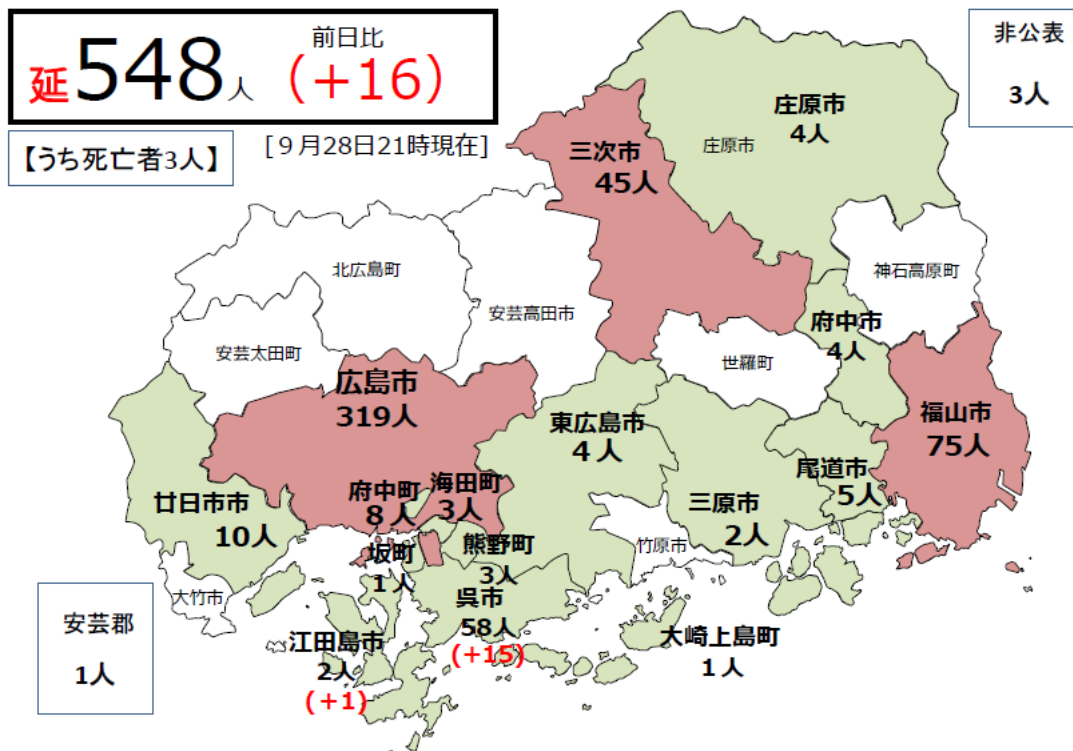 延548人 前日比 (+16)
【うち死亡者3人】
[9月28日21時現在]
非公表
3人
庄原市
4人
庄原市
三次市
45人
北広島町
安芸高田市
神石高原町
安芸太田町
世羅町
府中市
4人
広島市
319人
東広島市
4人
福山市
75人
尾道市
5人
廿日市市
10人
府中町
8人
海田町
3人
三原市
2人
坂町
1人
熊野町
3人
竹原市
大竹市
呉市
58人
(+15)
江田島市
2人
(+1)
大崎上島町
1人
安芸郡
1人